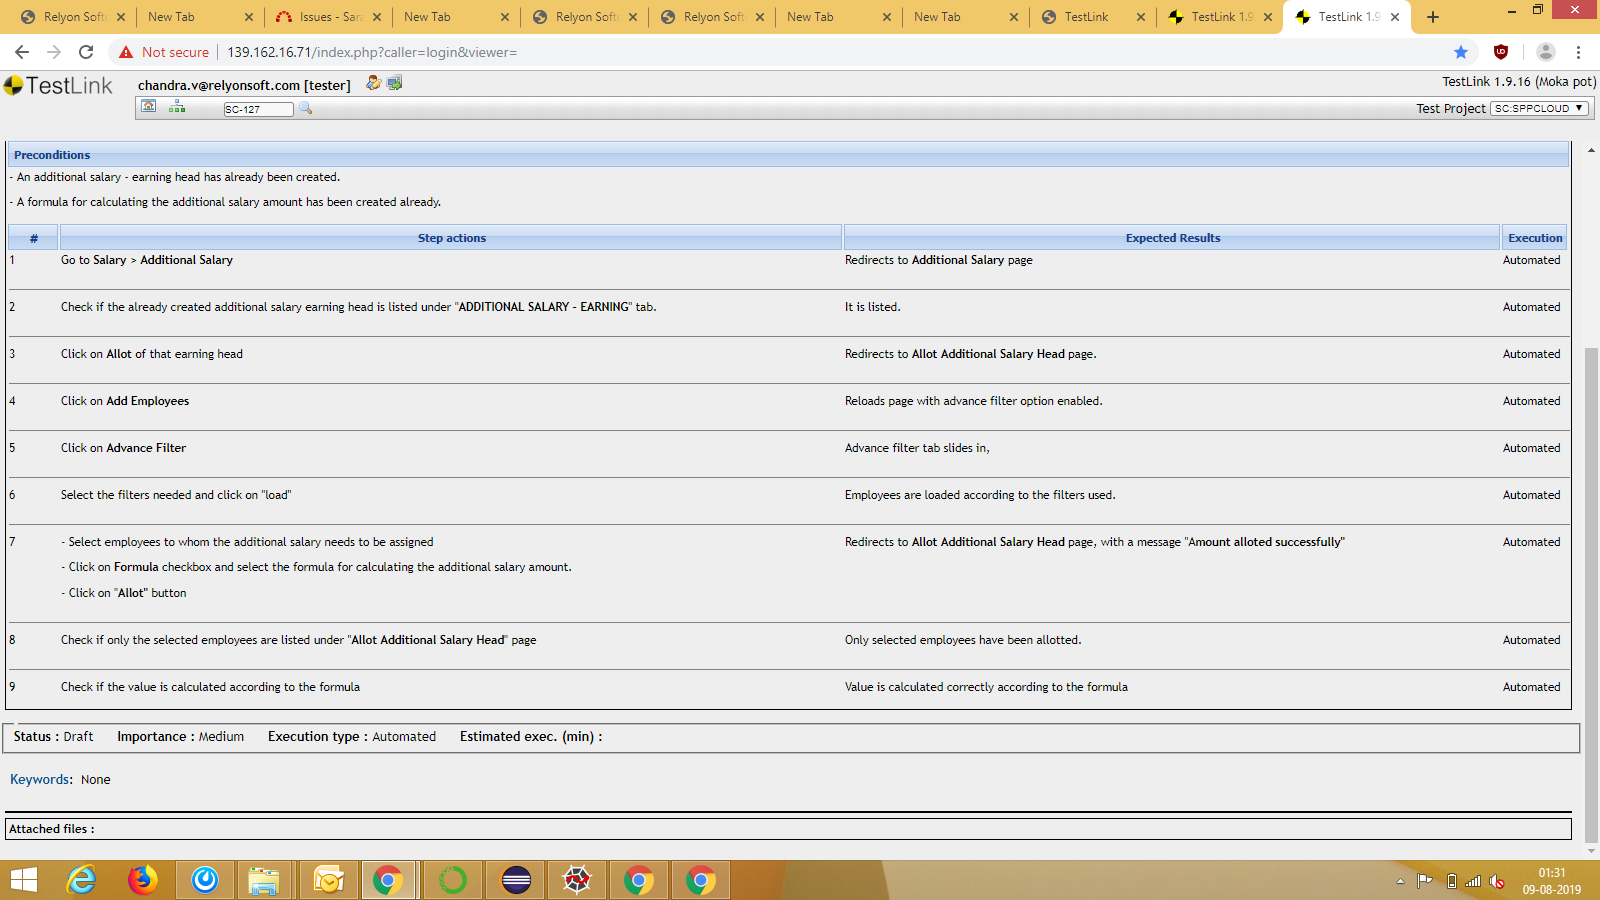 Relyon Soft
New Tab
Issues - Sara
New Tab
Relyon Soft
Relyon Soft
New Tab
New Tab
TestLink
TestLink 1.9
TestLink 1.9
Not secure
139.162.16.71/index.php?caller=login&viewer=
TestLink
chandra.v@relyonsoft.com [tester]
TestLink 1.9.16 (Moka pot)
SC-127
Test Project SC:SPPCLOUD
Preconditions
- An additional salary - earning head has already been created.
- A formula for calculating the additional salary amount has been created already.
# Step actions Expected Results Execution
1 Go to Salary > Additional Salary Redirects to Additional Salary page Automated
2 Check if the already created additional salary earning head is listed under "ADDITIONAL SALARY - EARNING" tab. It is listed. Automated
3 Click on Allot of that earning head Redirects to Allot Additional Salary Head page. Automated
4 Click on Add Employees Reloads page with advance filter option enabled. Automated
5 Click on Advance Filter Advance filter tab slides in, Automated
6 Select the filters needed and click on "load" Employees are loaded according to the filters used. Automated
7 - Select employees to whom the additional salary needs to be assigned Redirects to Allot Additional Salary Head page, with a message "Amount alloted successfully" Automated
- Click on Formula checkbox and select the formula for calculating the additional salary amount.
- Click on "Allot" button
8 Check if only the selected employees are listed under "Allot Additional Salary Head" page Only selected employees have been allotted. Automated
9 Check if the value is calculated according to the formula Value is calculated correctly according to the formula Automated
Status : Draft Importance : Medium Execution type : Automated Estimated exec. (min) :
Keywords: None
Attached files :
01:31
09-08-2019